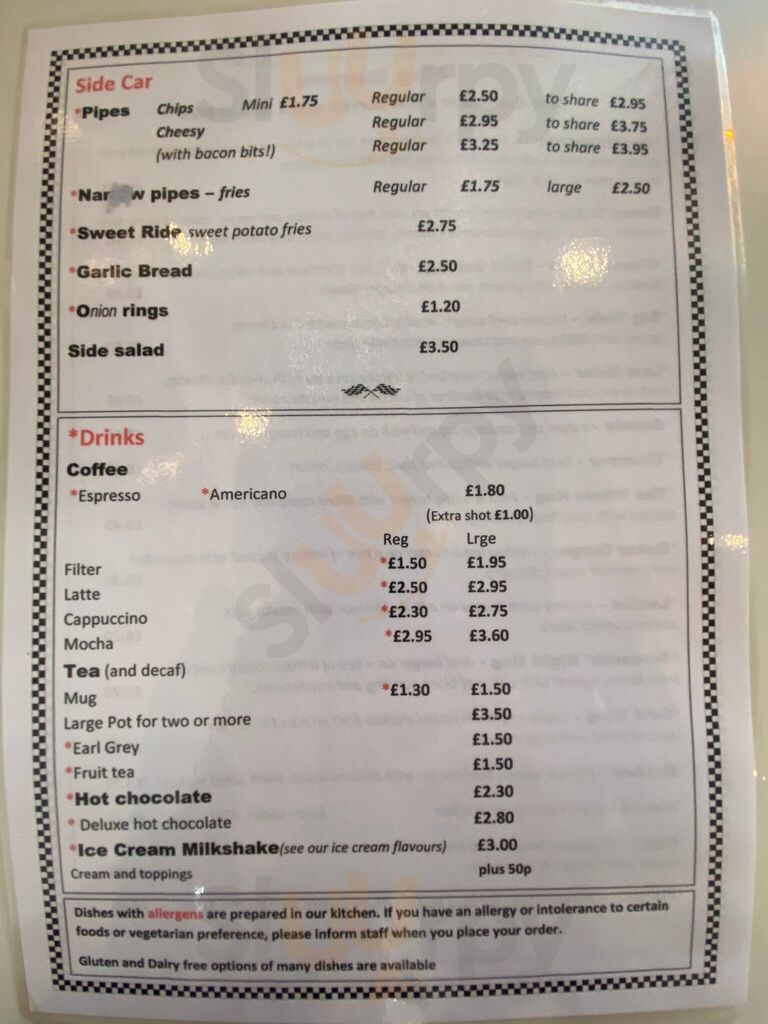 Side Car
*Pipes Chips Mini £1.75 Regular £2.50 to share £2.95
Cheesy Regular £2.95 to share £3.75
(with bacon bits!) Regular £3.25 to share £3.95
pipes – fries Regular £1.75 large £2.50
*Sweet Ride sweet potato fries £2.75
*Garlic Bread £2.50
*Onion rings £1.20
Side salad £3.50
*Drinks
Coffee
*Espresso *Americano £1.80
(Extra shot £1.00)
Reg Lrge
Filter *£1.50 £1.95
Latte *£2.50 £2.95
Cappuccino *£2.30 £2.75
Mocha *£2.95 £3.60
Tea (and decaf)
Mug *£1.30 £1.50
Large Pot for two or more £3.50
*Earl Grey £1.50
*Fruit tea £1.50
*Hot chocolate £2.30
* Deluxe hot chocolate £2.80
*Ice Cream Milkshake(see our ice cream flavours) £3.00
Cream and toppings plus 50p
Dishes with allergens are prepared in our kitchen. If you have an allergy or intolerance to certain
foods or vegetarian preference, please inform staff when you place your order.
Gluten and Dairy free options of many dishes are available
sluurpy
sluurpy
sluurpy